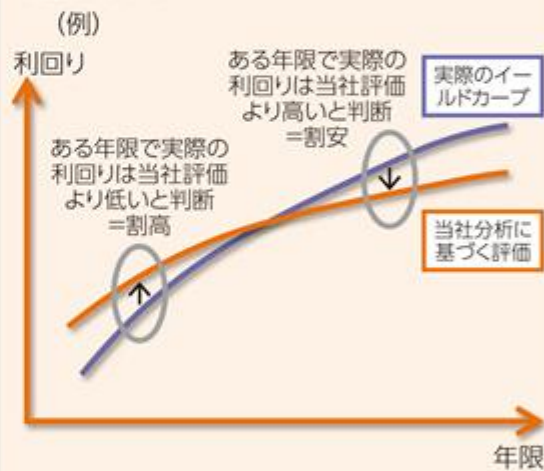 (例)
利回り
ある年限で実際の
利回りは当社評価
より高いと判断
=割安
実際のイー
ルドカーブ
ある年限で実際の
利回りは当社評価
より低いと判断
=割高
当社分析に
基づく評価
年限